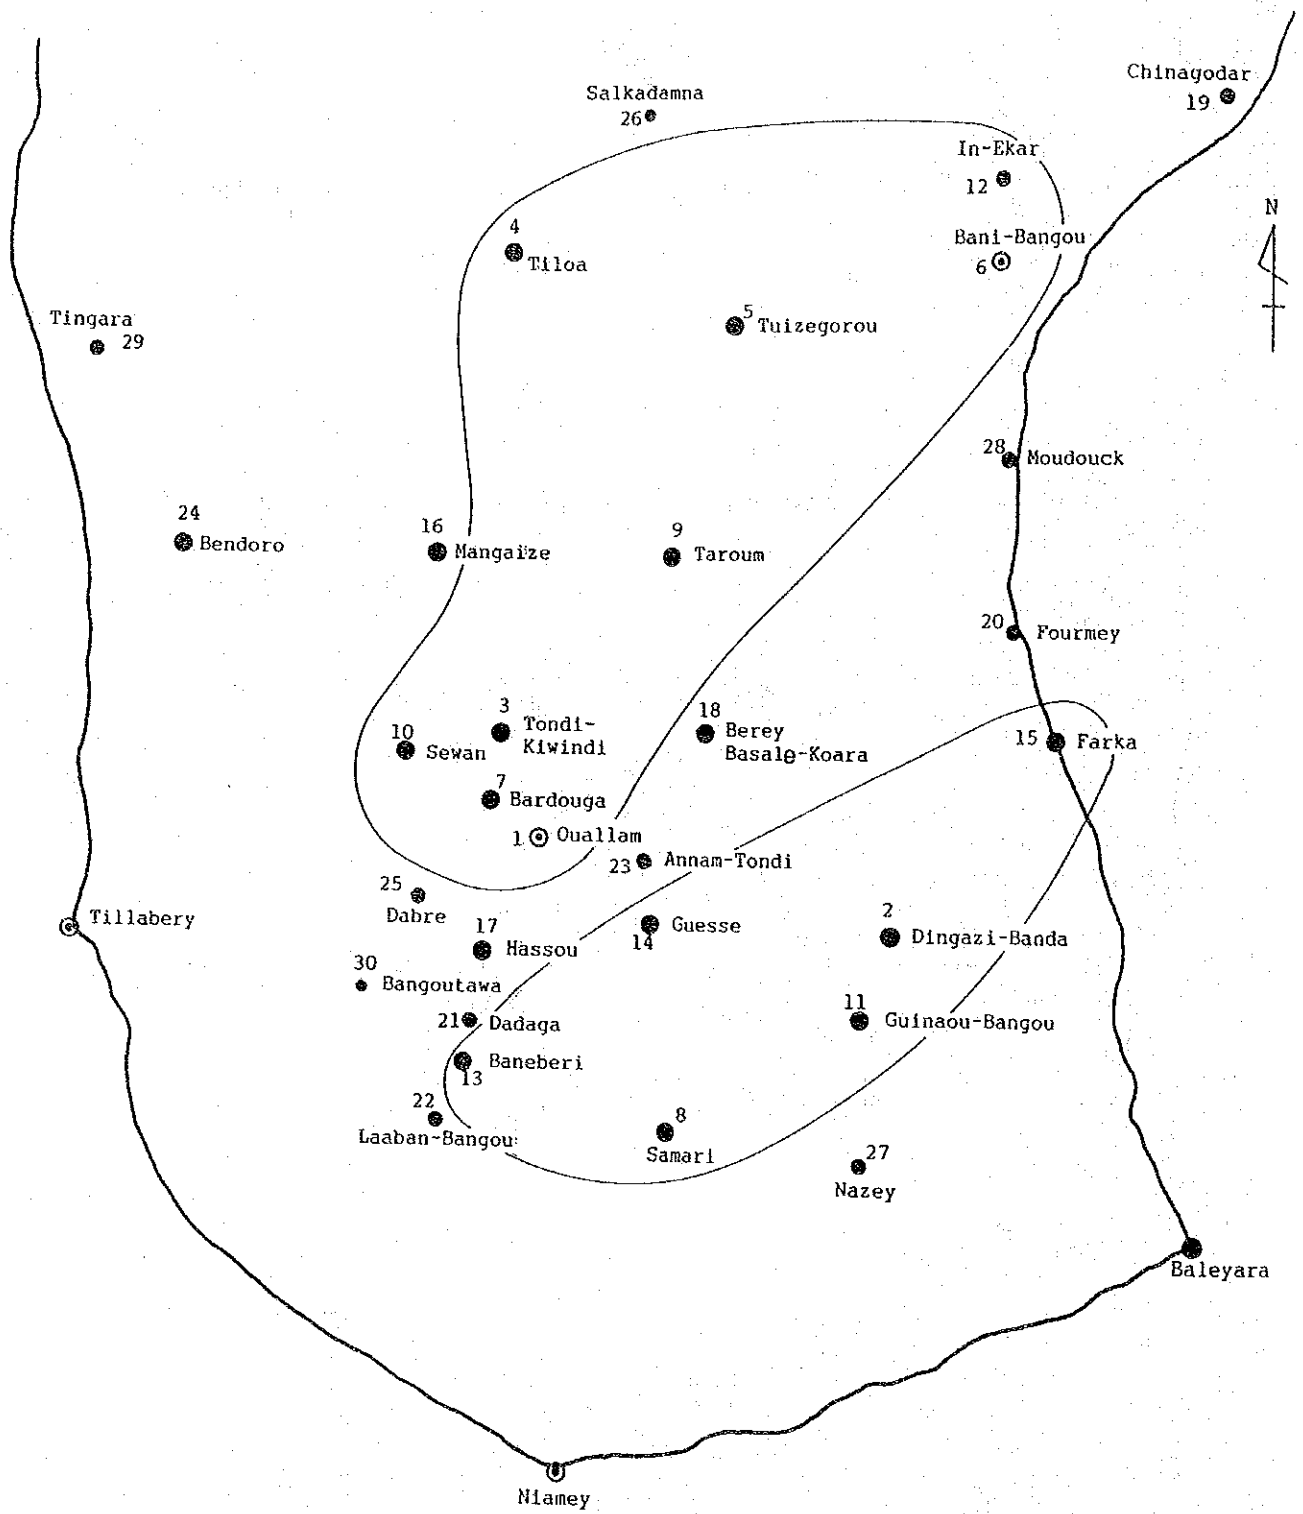 Chinagodar
19
Salkadamna
26
In-Ekar
12
N
4
Tiloa
Bani-Bangou
6
5
Tuizegorou
Tingara
29
28
Moudouck
24
Bendoro
16
Mangaize
9
Taroum
20
Fourmey
3
Tondi-
Kiwindi
10
Sewan
18
Berey
Basale-Koara
15
Farka
7
Bardouga
1
Ouallam
23
Annam-Tondi
25
Dabre
Tillabery
17
Hassou
14
Guesse
2
Dingazi-Banda
30
Bangoutawa
21
Dadaga
11
Guinaou-Bangou
Baneberi
13
22
Laaban-Bangou
8
Samari
27
Nazey
Baleyara
Niamey